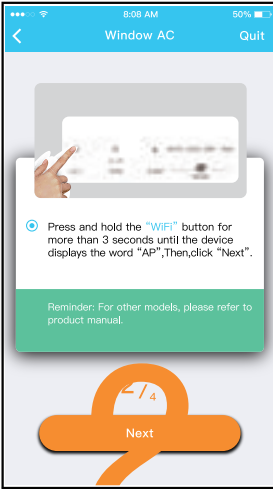 8:08 AM
50%
Window AC
Quit
Press and hold the “WiFi” button for
more than 3 seconds until the device
displays the word “AP”,Then,click “Next”.
Reminder: For other models, please refer to
product manual.
2/4
Next